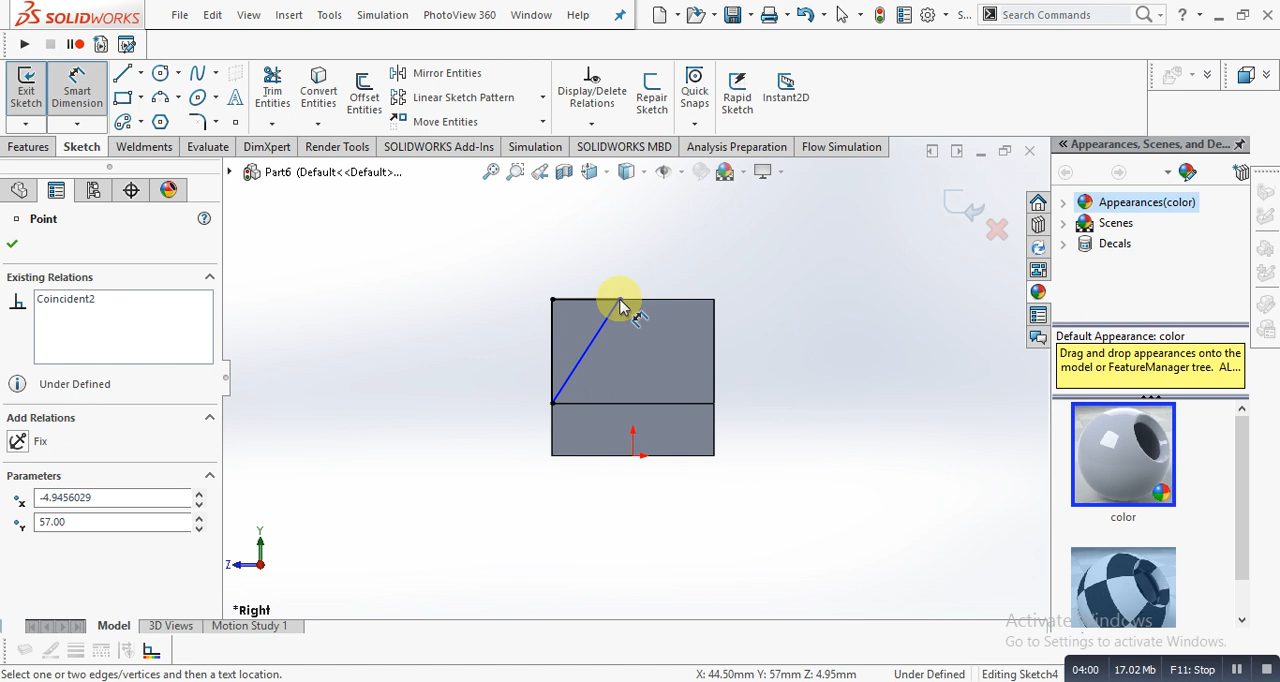 SOLIDWORKS
File Edit View Insert Tools Simulation PhotoView 360 Window Help
S...
Search Commands
Exit Sketch
Smart Dimension
Trim Entities
Convert Entities
Offset Entities
Mirror Entities
Linear Sketch Pattern
Move Entities
Display/Delete Relations
Repair Sketch
Quick Snaps
Rapid Sketch
Instant2D
Features Sketch Weldments Evaluate DimXpert Render Tools SOLIDWORKS Add-Ins Simulation SOLIDWORKS MBD Analysis Preparation Flow Simulation
Appearances, Scenes, and De...
Part6 (Default<<Default>...
Point
Existing Relations
Coincident2
Under Defined
Add Relations
Fix
Parameters
x -4.9456029
Y 57.00
Appearances(color)
Scenes
Decals
Default Appearance: color
Drag and drop appearances onto the
model or FeatureManager tree. AL...
color
Y
Z
*Right
Model 3D Views Motion Study 1
Activate Windows
Go to Settings to activate Windows.
Select one or two edges/vertices and then a text location.
X: 44.50mm Y: 57mm Z: 4.95mm
Under Defined
Editing Sketch4
04:00 17.02 Mb F11: Stop